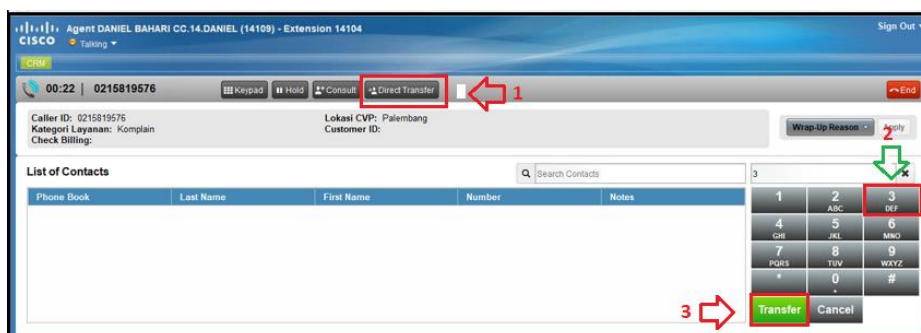 Agent DANIEL BAHARI CC.14.DANIEL (14109) - Extension 14104
Sign Out
CISCO
Talking
CRM
00:22 | 0215819576
Keypad
Hold
Consult
Direct Transfer
1
End
Caller ID: 0215819576
Kategori Layanan: Komplain
Check Billing:
Lokasi CVP: Palembang
Customer ID:
Wrap-Up Reason
Apply
2
List of Contacts
Search Contacts
3
x
Phone Book Last Name First Name Number Notes
1 2 ABC 3 DEF
4 GHI 5 JKL 6 MNO
7 PQRS 8 TUV 9 WXYZ
* 0 + #
3
Transfer Cancel